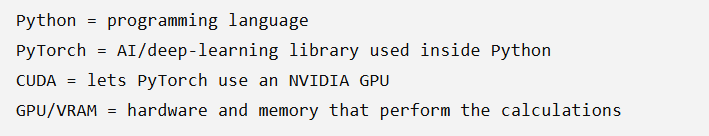 Python = programming language
PyTorch = AI/deep-learning library used inside Python
CUDA = lets PyTorch use an NVIDIA GPU
GPU/VRAM = hardware and memory that perform the calculations